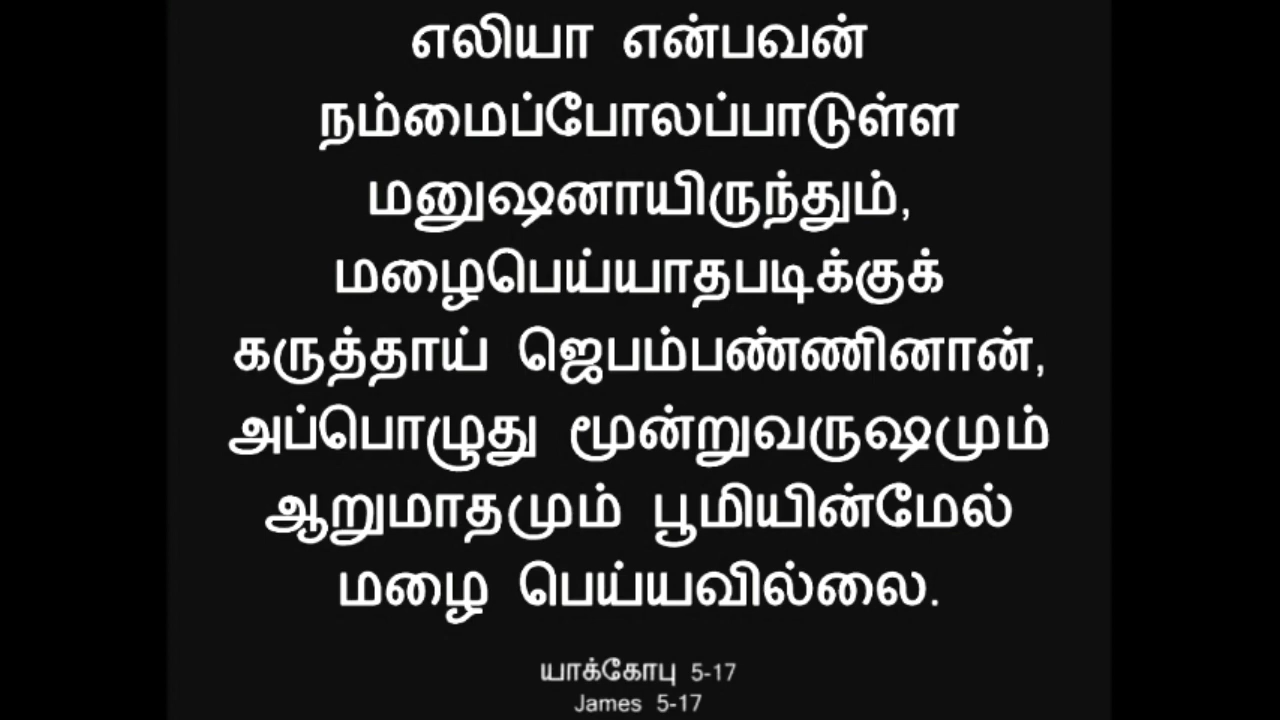 எலியா என்பவன்
நம்மைப்போலப்பாடுள்ள
மனுஷனாயிருந்தும்,
மழைபெய்யாதபடிக்குக்
கருத்தாய் ஜெபம்பண்ணினான்,
அப்பொழுது மூன்றுவருஷமும்
ஆறுமாதமும் பூமியின்மேல்
மழை பெய்யவில்லை.
யாக்கோபு 5-17
James 5-17